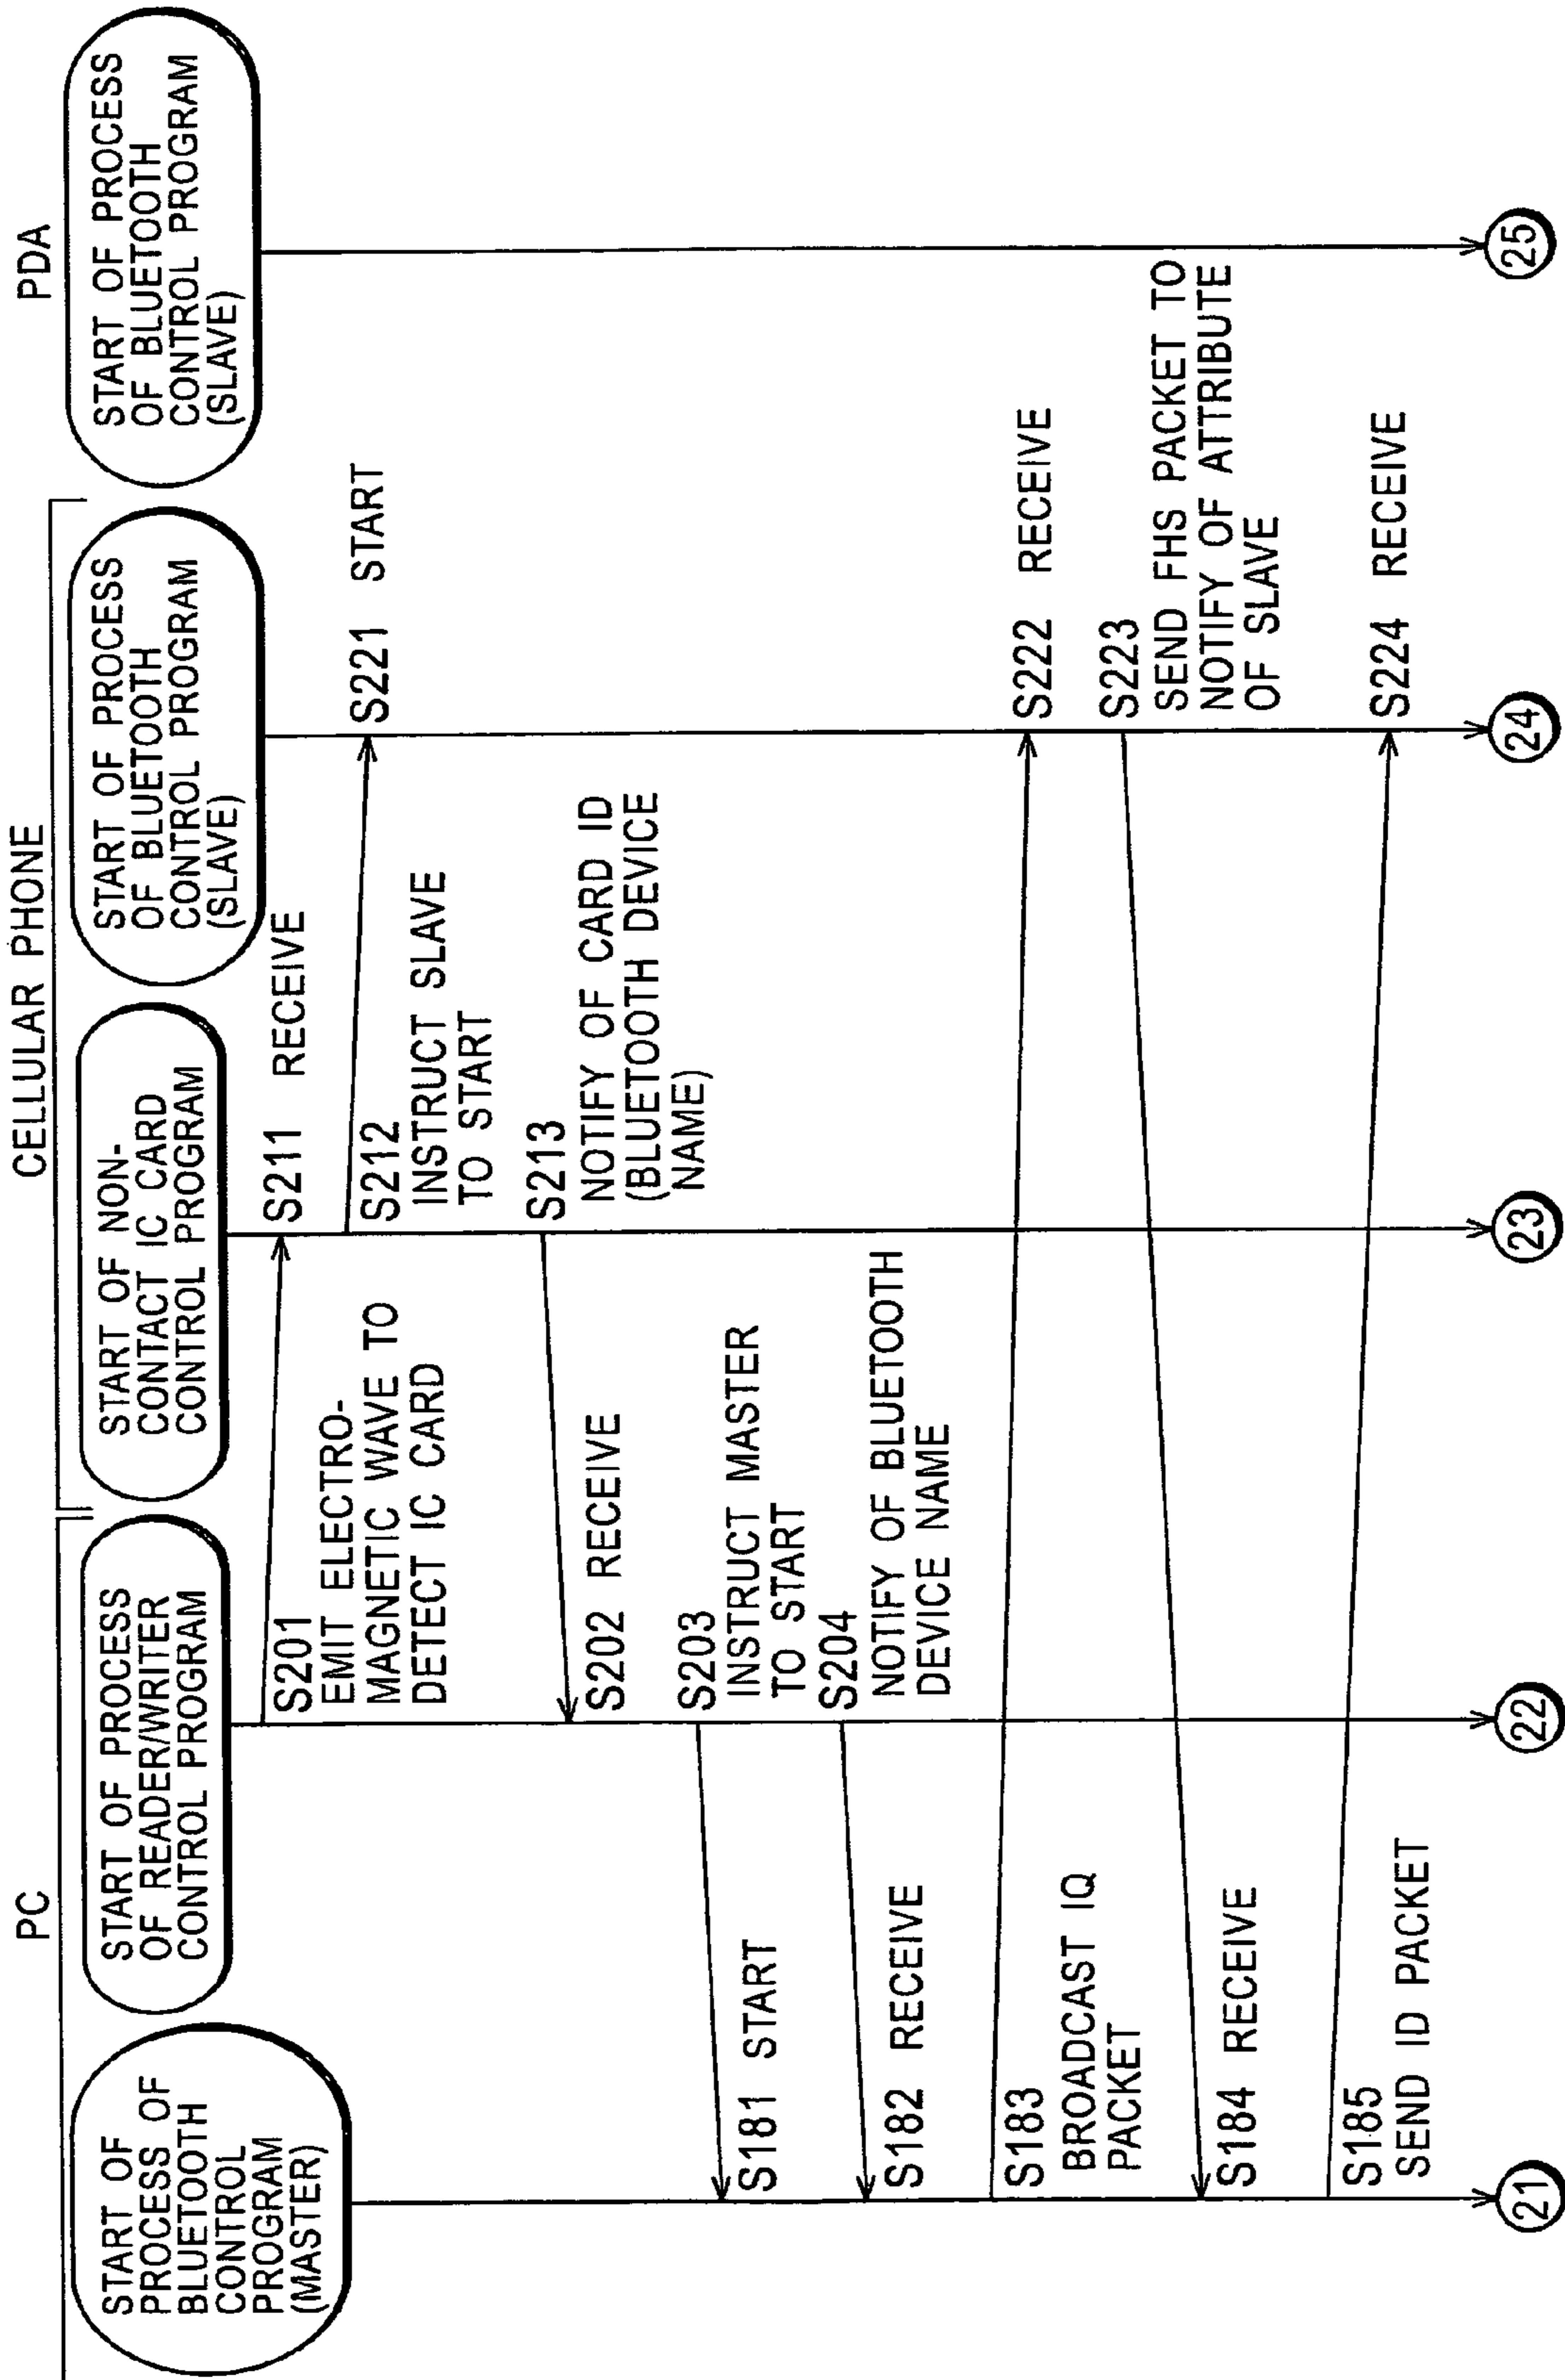 PC
CELLULAR PHONE
PDA
START OF
PROCESS OF
BLUETOOTH
CONTROL
PROGRAM
(MASTER)
START OF PROCESS
OF READER/WRITER
CONTROL PROGRAM
START OF NON-
CONTACT IC CARD
CONTROL PROGRAM
START OF PROCESS
OF BLUETOOTH
CONTROL PROGRAM
(SLAVE)
START OF PROCESS
OF BLUETOOTH
CONTROL PROGRAM
(SLAVE)
S201
EMIT ELECTRO-
MAGNETIC WAVE TO
DETECT IC CARD
S211 RECEIVE
S212
INSTRUCT SLAVE
TO START
S221 START
S213
NOTIFY OF CARD ID
(BLUETOOTH DEVICE
NAME)
S202 RECEIVE
S203
INSTRUCT MASTER
TO START
S181 START
S204
NOTIFY OF BLUETOOTH
DEVICE NAME
S182 RECEIVE
S183
BROADCAST IQ
PACKET
S222 RECEIVE
S223
SEND FHS PACKET TO
NOTIFY OF ATTRIBUTE
OF SLAVE
S184 RECEIVE
S185
SEND ID PACKET
S224 RECEIVE
21
22
23
24
25